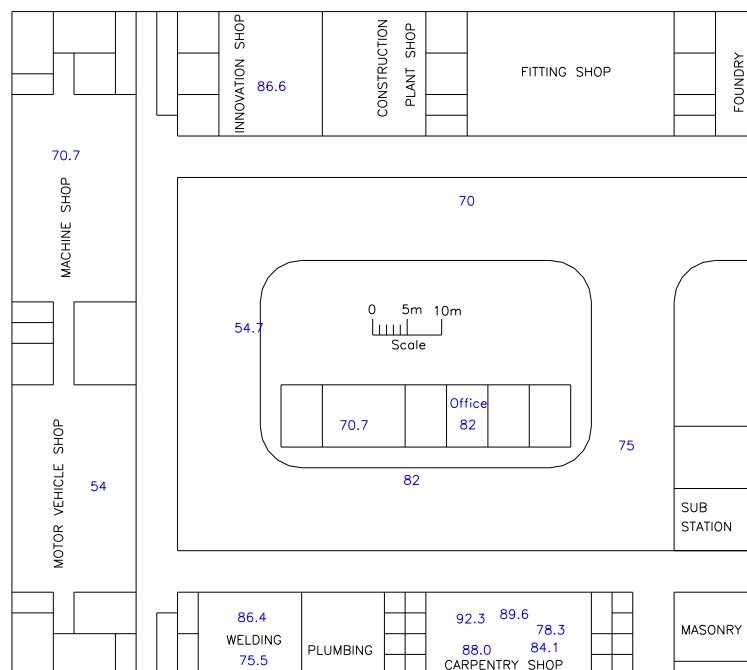 INNOVATION SHOP
86.6
CONSTRUCTION
PLANT SHOP
FITTING SHOP
FOUNDRY
70.7
MACHINE SHOP
70
54.7
0 5m 10m
Scale
Office
70.7
82
82
75
MOTOR VEHICLE SHOP
54
SUB
STATION
86.4
WELDING
75.5
PLUMBING
92.3
89.6
78.3
88.0
84.1
CARPENTRY SHOP
MASONRY